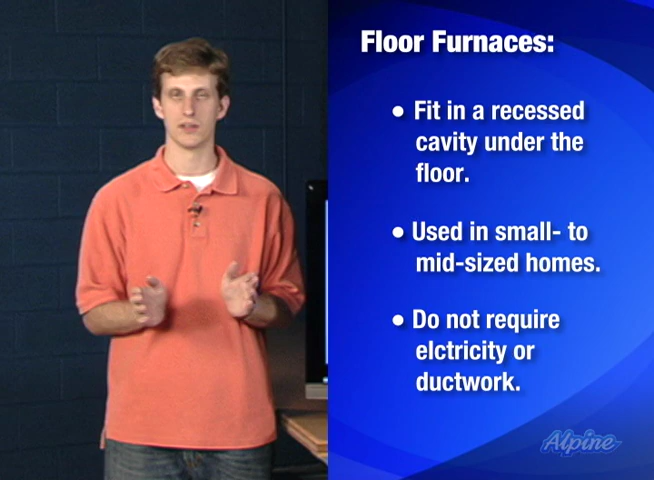 Floor Furnaces:
● Fit in a recessed
cavity under the
floor.
● Used in small- to
mid-sized homes.
● Do not require
elctricity or
ductwork.
Alpine